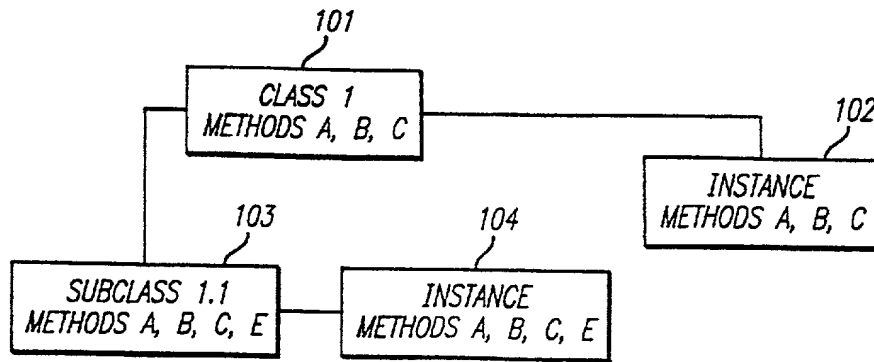 101
CLASS 1
METHODS A, B, C
102
INSTANCE
METHODS A, B, C
103
SUBCLASS 1.1
METHODS A, B, C, E
104
INSTANCE
METHODS A, B, C, E